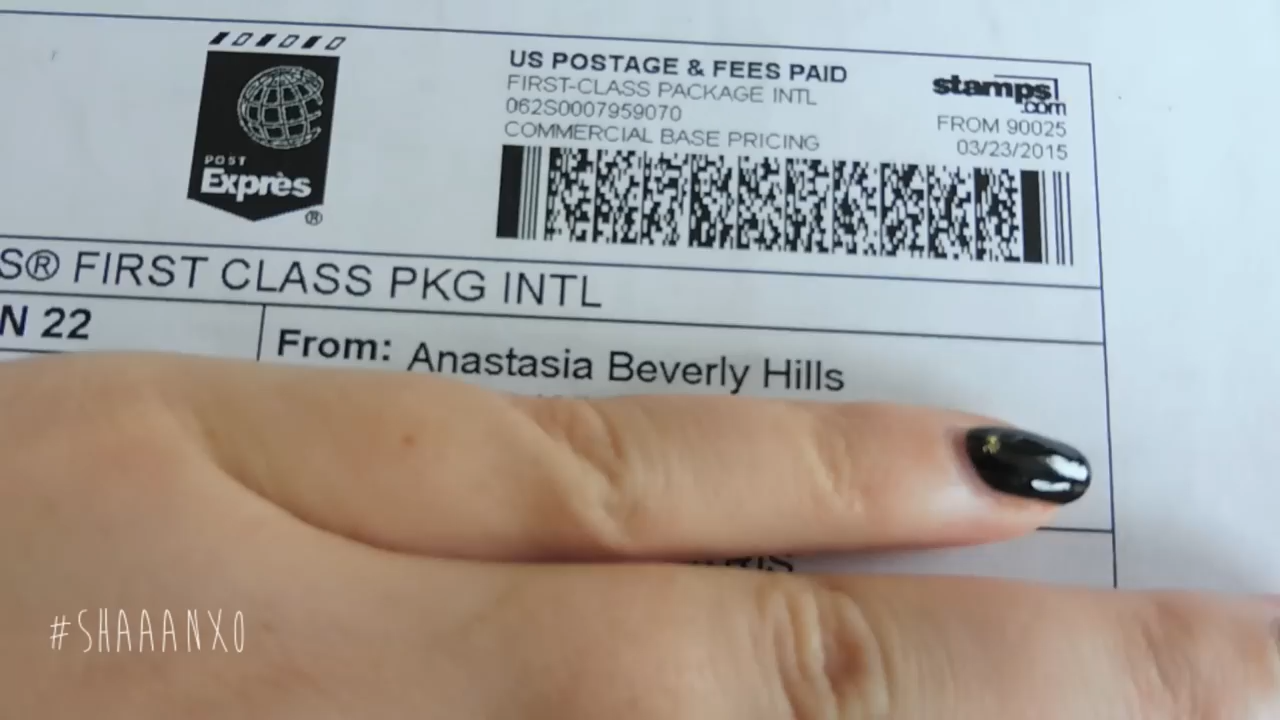 POST
Exprès
®
US POSTAGE & FEES PAID
FIRST-CLASS PACKAGE INTL
062S0007959070
COMMERCIAL BASE PRICING
stamps
.com
FROM 90025
03/23/2015
S® FIRST CLASS PKG INTL
N 22
From: Anastasia Beverly Hills
#SHAAANXO